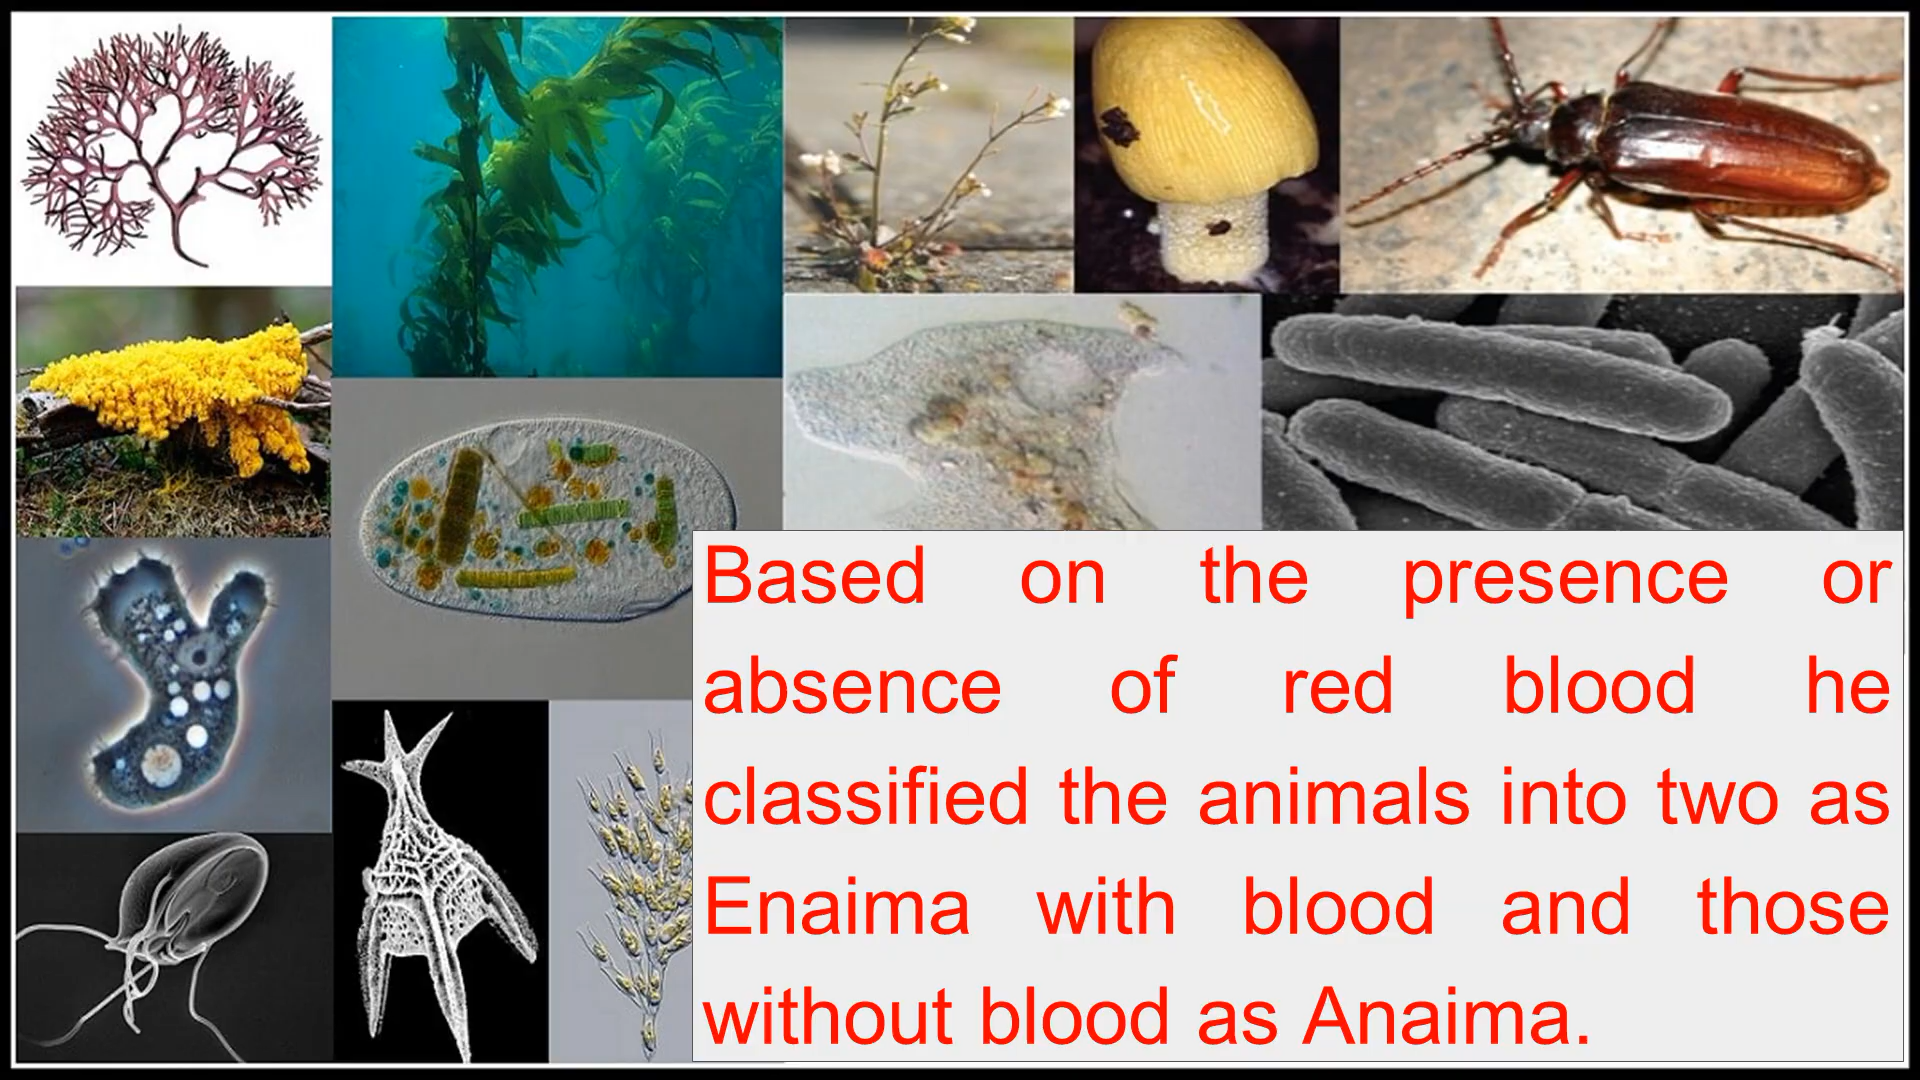 Based on the presence or
absence of red blood he
classified the animals into two as
Enaima with blood and those
without blood as Anaima.